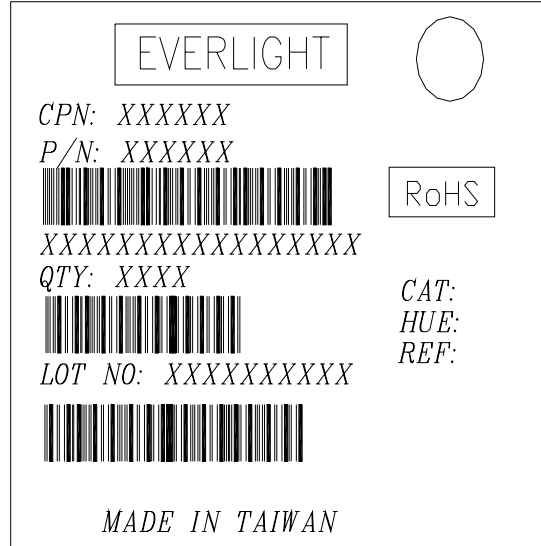 EVERLIGHT
CPN: XXXXXX
P/N: XXXXXX
RoHS
XXXXXXXXXXXXXXXXX
QTY: XXXX
CAT:
HUE:
REF:
LOT NO: XXXXXXXXXX
MADE IN TAIWAN